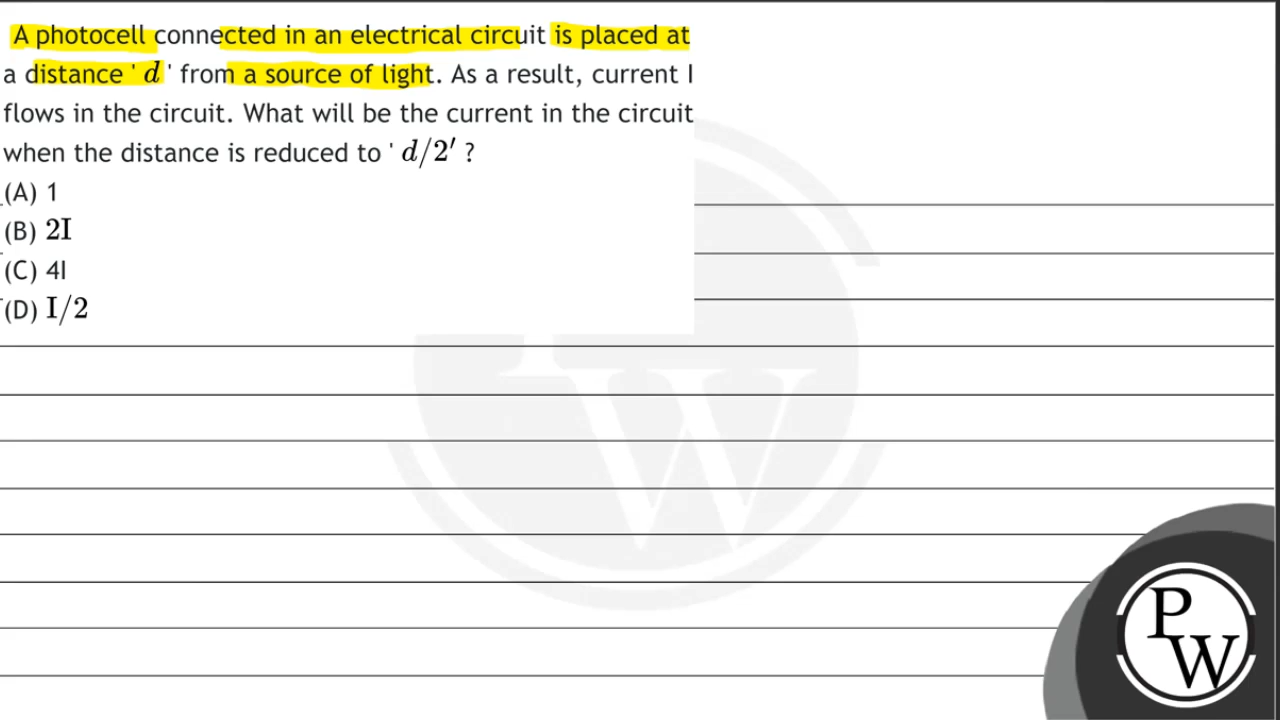 A photocell connected in an electrical circuit is placed at
a distance ' d ' from a source of light. As a result, current I
flows in the circuit. What will be the current in the circuit
when the distance is reduced to ' d/2′ ?
(A) 1
(B) 2I
(C) 4I
(D) I/2
W
P
W